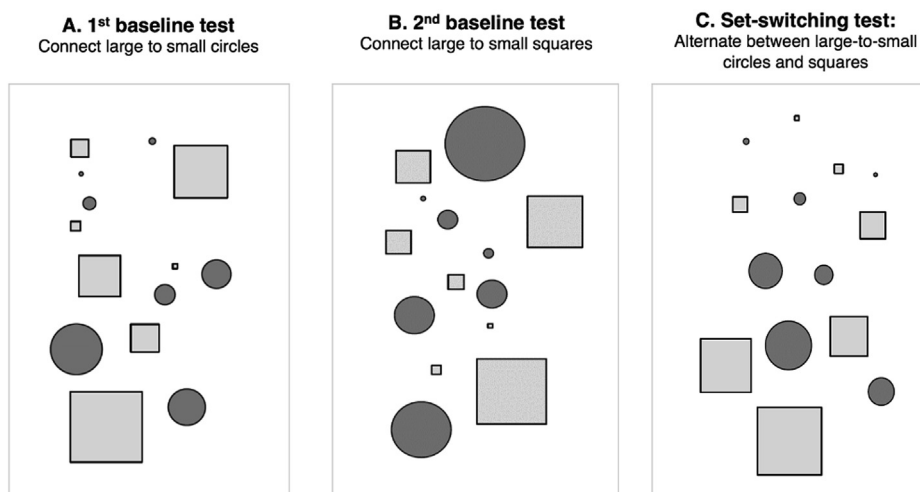 A. 1st baseline test
Connect large to small circles
B. 2nd baseline test
Connect large to small squares
C. Set-switching test:
Alternate between large-to-small
circles and squares